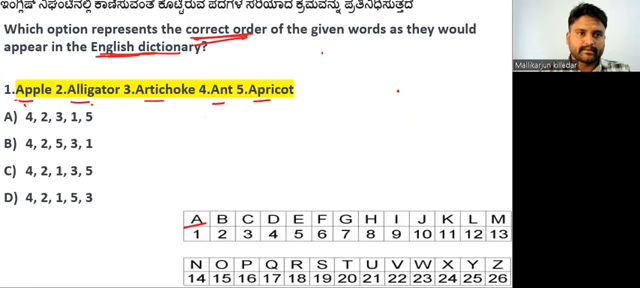 ಇಂಗ್ಲಿಷ್ ನಿಘಂಟಿನಲ್ಲಿ ಕಾಣಿಸುವಂತೆ ಕೊಟ್ಟಿರುವ ಪದಗಳ ಸರಿಯಾದ ಕ್ರಮವನ್ನು ಪ್ರತಿನಿಧಿಸುತ್ತದೆ
Which option represents the correct order of the given words as they would
appear in the English dictionary?
1.Apple 2.Alligator 3.Artichoke 4.Ant 5.Apricot
A) 4, 2, 3, 1, 5
B) 4, 2, 5, 3, 1
C) 4, 2, 1, 3, 5
D) 4, 2, 1, 5, 3
A B C D E F G H I J K L M
1 2 3 4 5 6 7 8 9 10 11 12 13
N O P Q R S T U V W X Y Z
14 15 16 17 18 19 20 21 22 23 24 25 26
Mallikarjun killedar